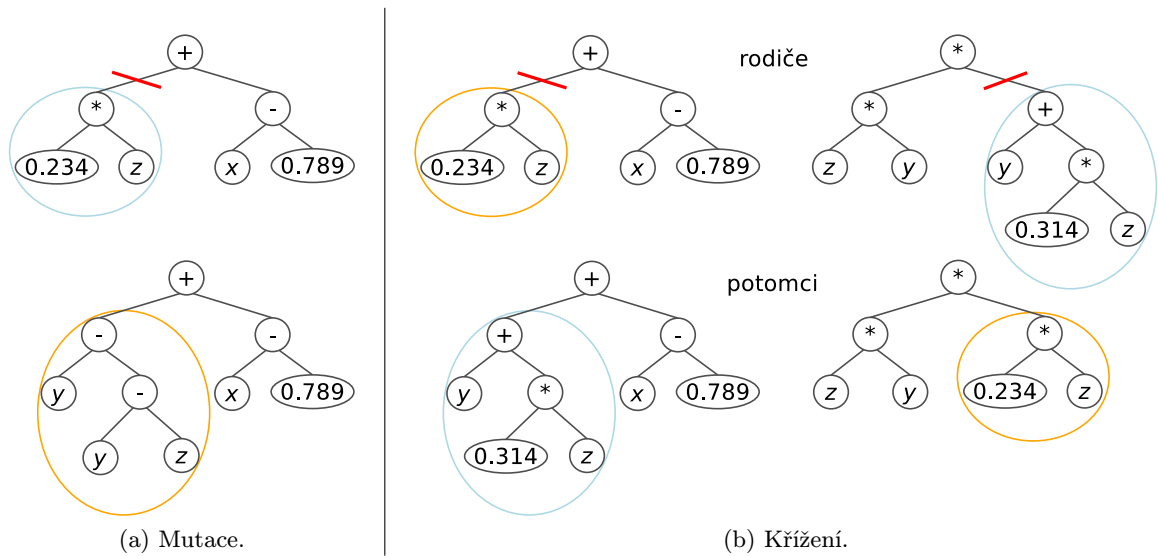 +
* -
0.234 z x 0.789
+
- -
y - x 0.789
y z
(a) Mutace.
+ rodiče *
* - * +
0.234 z x 0.789 z y y *
0.314 z
+ potomci *
+ - * *
y * x 0.789 z y 0.234 z
0.314 z
(b) Křížení.